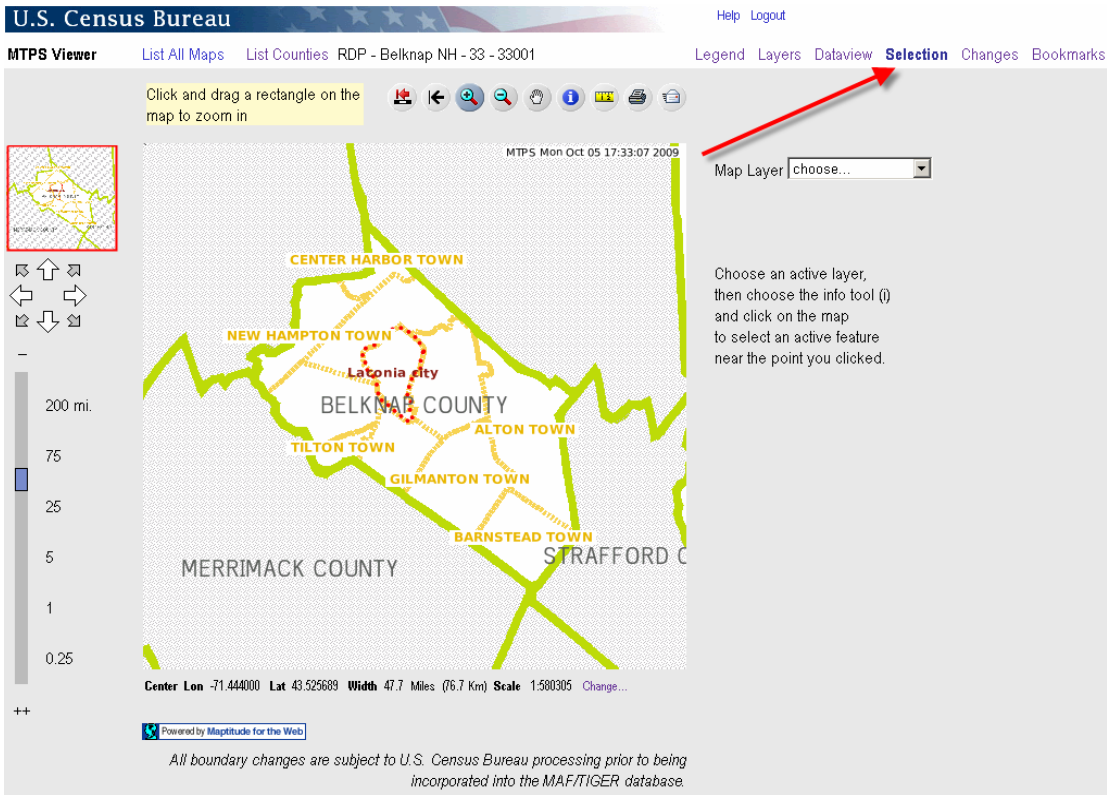 U.S. Census Bureau
Help Logout
MTPS Viewer List All Maps List Counties RDP - Belknap NH - 33 - 33001 Legend Layers Dataview Selection Changes Bookmarks
Click and drag a rectangle on the
map to zoom in
MTPS Mon Oct 05 17:33:07 2009
Map Layer choose...
CENTER HARBOR TOWN
NEW HAMPTON TOWN
Latonia city
BELKNAP COUNTY
ALTON TOWN
TILTON TOWN
GILMANTON TOWN
BARNSTEAD TOWN
STRAFFORD C
MERRIMACK COUNTY
Choose an active layer,
then choose the info tool (i)
and click on the map
to select an active feature
near the point you clicked.
–
200 mi.
75
25
5
1
0.25
++
Center Lon -71.444000 Lat 43.525689 Width 47.7 Miles (76.7 Km) Scale 1:580305 Change...
Powered by Maptitude for the Web
All boundary changes are subject to U.S. Census Bureau processing prior to being
incorporated into the MAF/TIGER database.